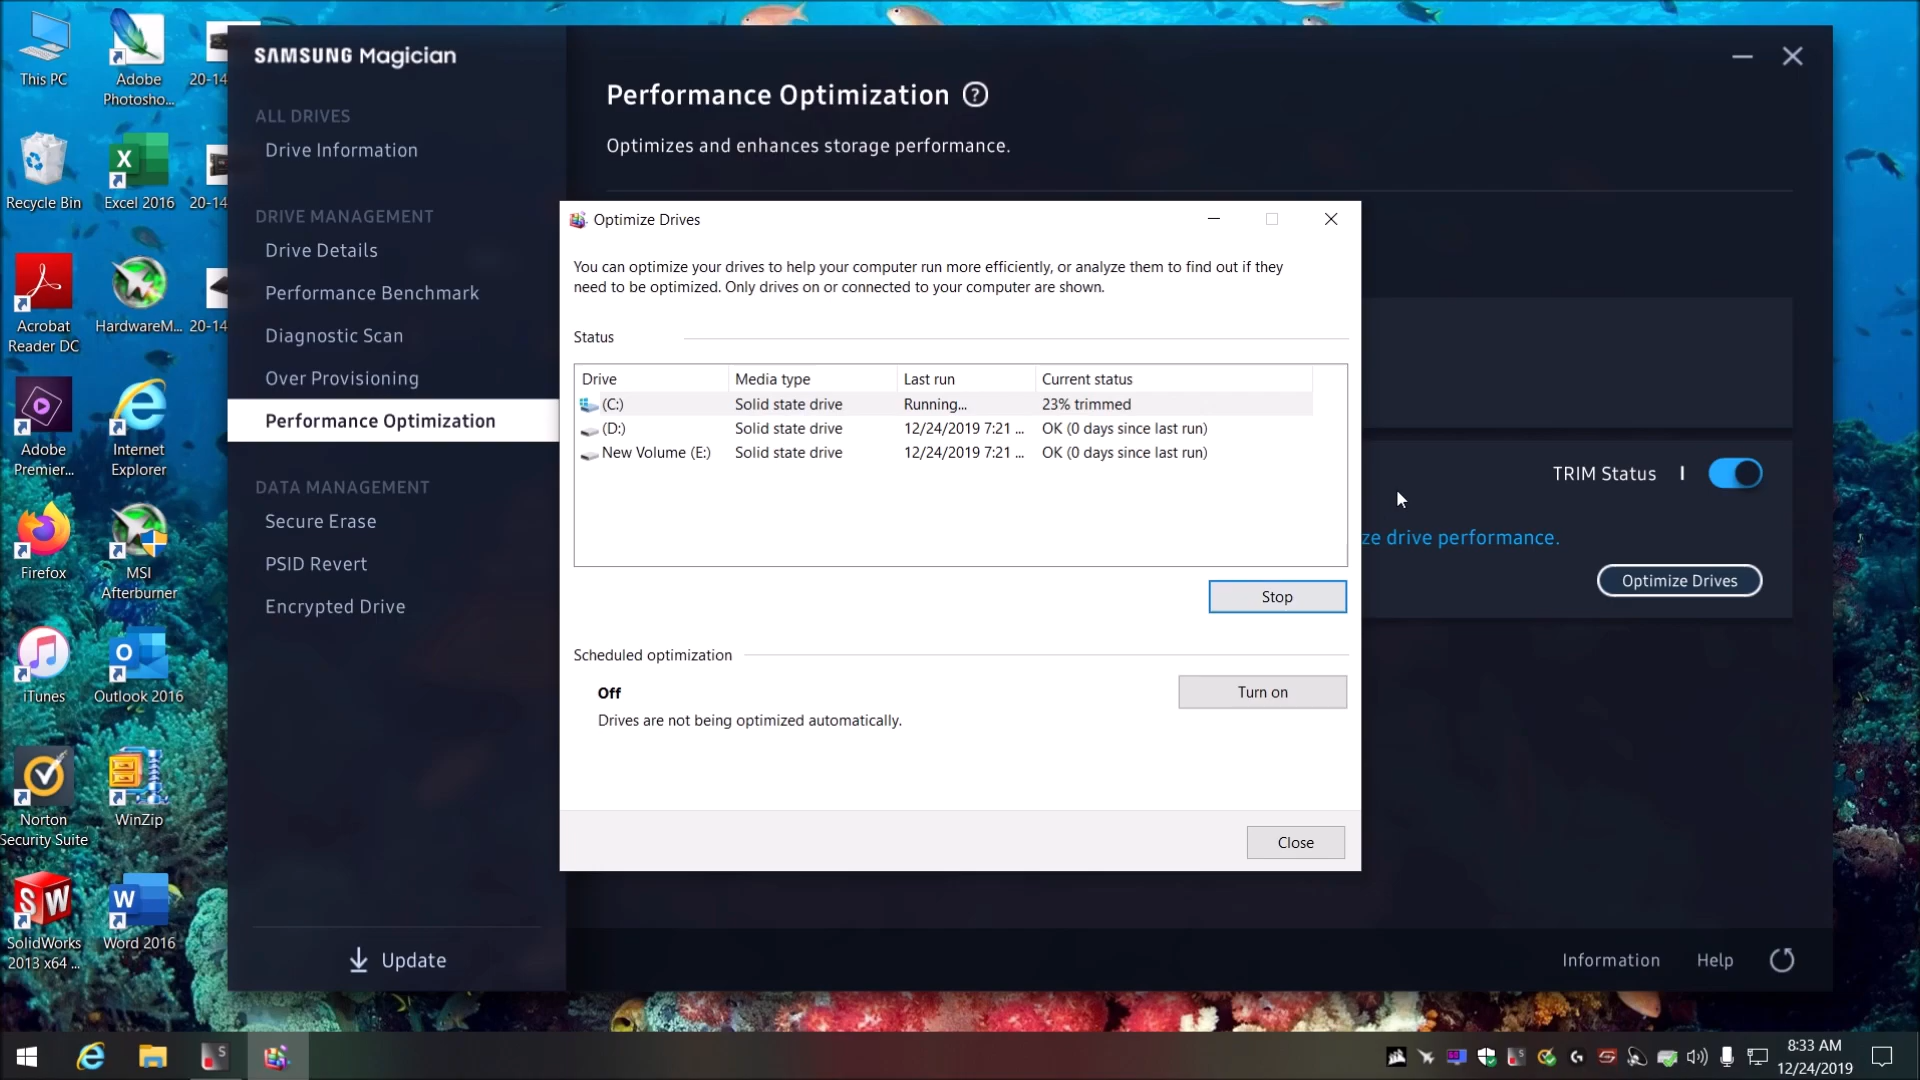 This PC
Adobe
Photosho...
20-14
Recycle Bin
Excel 2016
20-14
Acrobat
Reader DC
HardwareM...
20-14
Adobe
Premier...
Internet
Explorer
Firefox
MSI
Afterburner
iTunes
Outlook 2016
Norton
Security Suite
WinZip
SolidWorks
2013 x64 ...
Word 2016
SAMSUNG Magician
ALL DRIVES
Drive Information
DRIVE MANAGEMENT
Drive Details
Performance Benchmark
Diagnostic Scan
Over Provisioning
Performance Optimization
DATA MANAGEMENT
Secure Erase
PSID Revert
Encrypted Drive
Update
Performance Optimization ?
Optimizes and enhances storage performance.
Optimize Drives
You can optimize your drives to help your computer run more efficiently, or analyze them to find out if they
need to be optimized. Only drives on or connected to your computer are shown.
Status
Drive Media type Last run Current status
(C:) Solid state drive Running... 23% trimmed
(D:) Solid state drive 12/24/2019 7:21 ... OK (0 days since last run)
New Volume (E:) Solid state drive 12/24/2019 7:21 ... OK (0 days since last run)
Stop
Scheduled optimization
Off
Turn on
Drives are not being optimized automatically.
Close
TRIM Status
ze drive performance.
Optimize Drives
Information Help
8:33 AM
12/24/2019